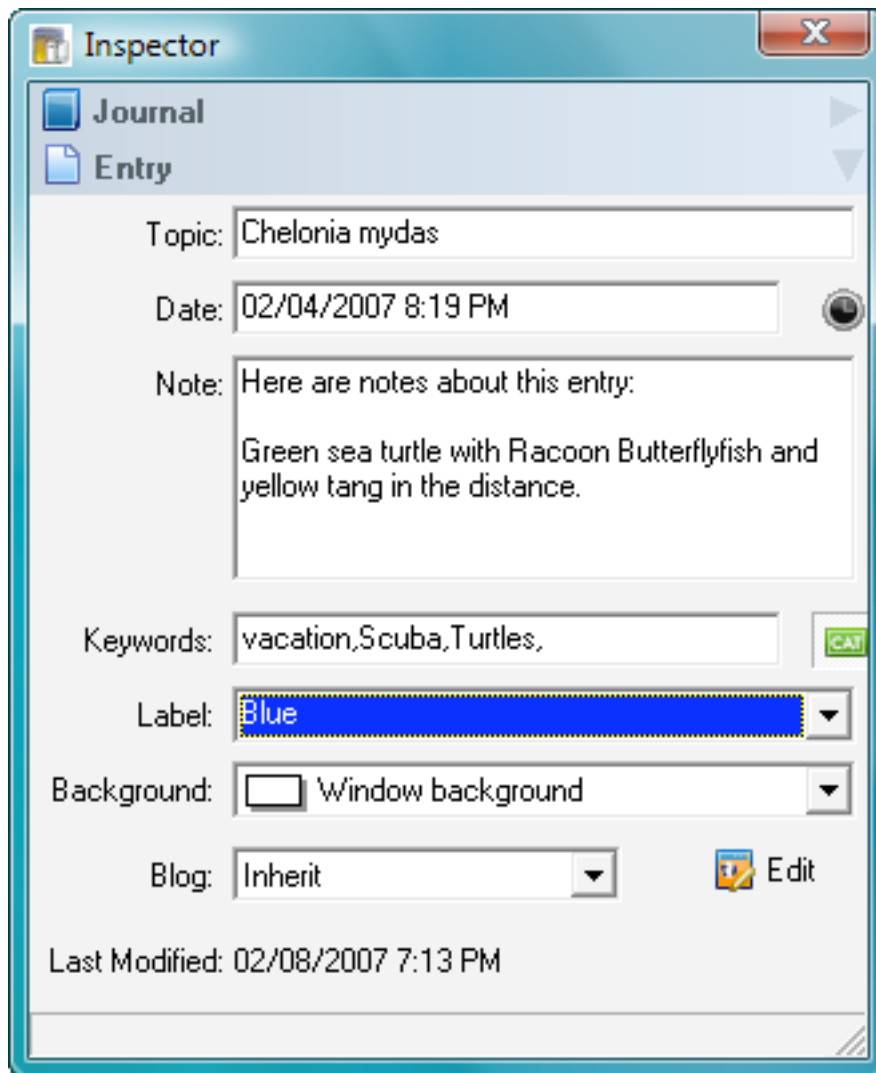 Inspector
Journal
Entry
Topic: Chelonia mydas
Date: 02/04/2007 8:19 PM
Note: Here are notes about this entry:
Green sea turtle with Racoon Butterflyfish and
yellow tang in the distance.
Keywords: vacation,Scuba,Turtles,
CAT
Label: Blue
Background: Window background
Blog: Inherit
Edit
Last Modified: 02/08/2007 7:13 PM